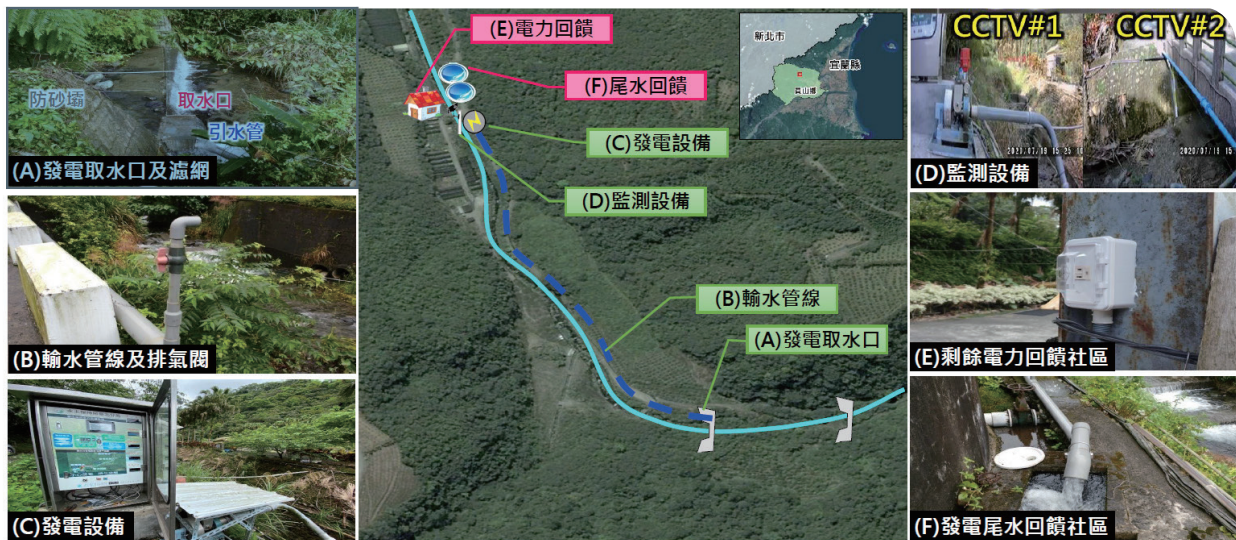 防砂壩
取水口
引水管
(A)發電取水口及濾網
(B)輸水管線及排氣閥
(C)發電設備
(E)電力回饋
(F)尾水回饋
(C)發電設備
(D)監測設備
(B)輸水管線
(A)發電取水口
新北市
宜蘭縣
員山鄉
CCTV#1
CCTV#2
(D)監測設備
(E)剩餘電力回饋社區
(F)發電尾水回饋社區